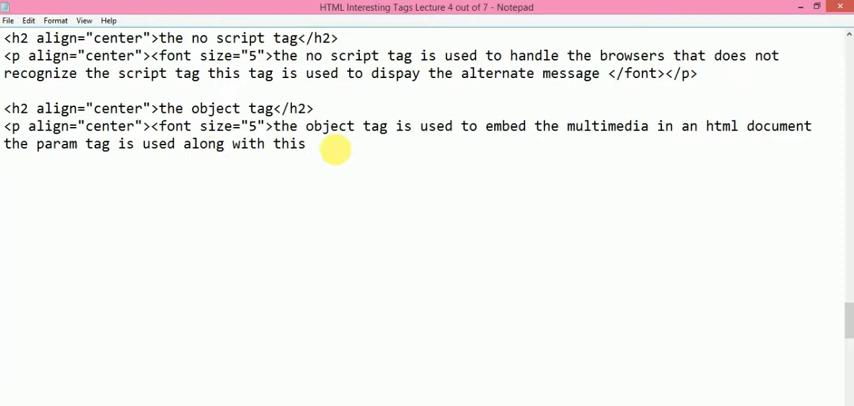 HTML Interesting Tags Lecture 4 out of 7 - Notepad
File Edit Format View Help
<h2 align="center">the no script tag</h2>
<p align="center"><font size="5">the no script tag is used to handle the browsers that does not
recognize the script tag this tag is used to dispay the alternate message </font></p>
<h2 align="center">the object tag</h2>
<p align="center"><font size="5">the object tag is used to embed the multimedia in an html document
the param tag is used along with this